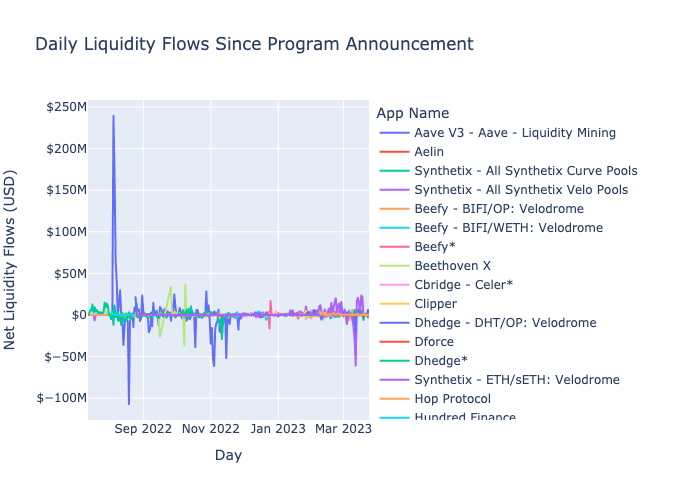 Daily Liquidity Flows Since Program Announcement
App Name
Aave V3 - Aave - Liquidity Mining
Aelin
Synthetix - All Synthetix Curve Pools
Synthetix - All Synthetix Velo Pools
Beefy - BIFI/OP: Velodrome
Beefy - BIFI/WETH: Velodrome
Beefy*
Beethoven X
Cbridge - Celer*
Clipper
Dhedge - DHT/OP: Velodrome
Dforce
Dhedge*
Synthetix - ETH/sETH: Velodrome
Hop Protocol
Hundred Finance
Net Liquidity Flows (USD)
$250M
$200M
$150M
$100M
$50M
$0
$−50M
$−100M
Sep 2022
Nov 2022
Jan 2023
Mar 2023
Day